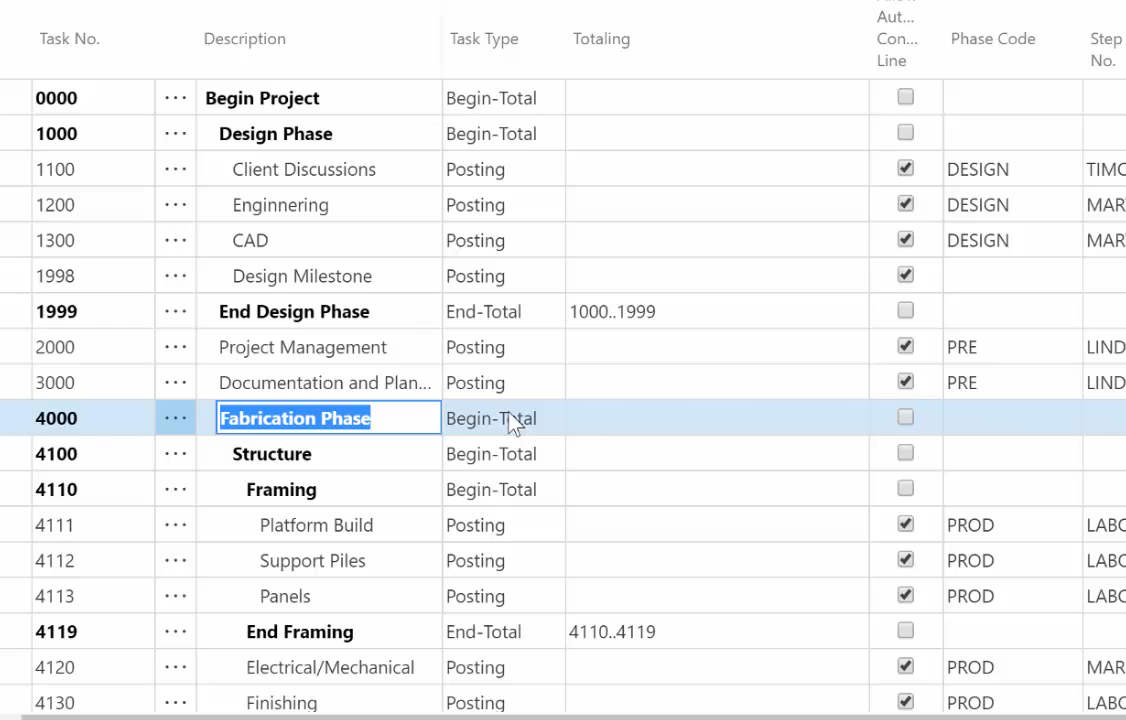 Aut...
Task No. Description Task Type Totaling Con... Phase Code Step
Line No.
0000 ... Begin Project Begin-Total
1000 ... Design Phase Begin-Total
1100 ... Client Discussions Posting DESIGN TIMO
1200 ... Enginnering Posting DESIGN MAR
1300 ... CAD Posting DESIGN MAR
1998 ... Design Milestone Posting
1999 ... End Design Phase End-Total 1000..1999
2000 ... Project Management Posting PRE LIND
3000 ... Documentation and Plan... Posting PRE LIND
4000 ... Fabrication Phase Begin-Total
4100 ... Structure Begin-Total
4110 ... Framing Begin-Total
4111 ... Platform Build Posting PROD LABO
4112 ... Support Piles Posting PROD LABO
4113 ... Panels Posting PROD LABO
4119 ... End Framing End-Total 4110..4119
4120 ... Electrical/Mechanical Posting PROD MAR
4130 ... Finishing Posting PROD LABO